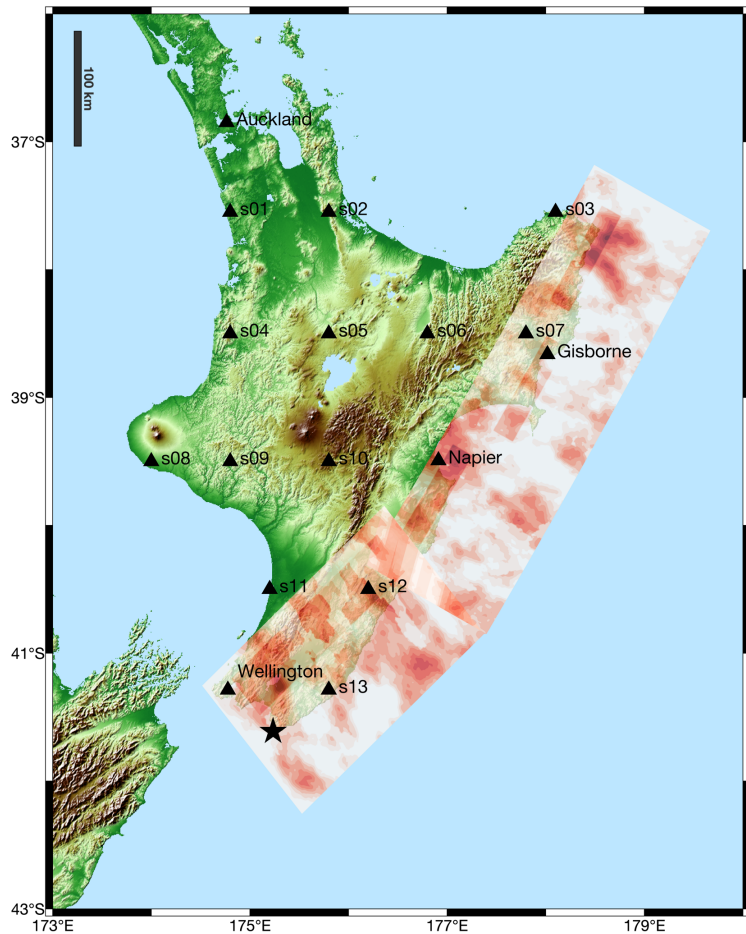 100 km
Auckland
37°S
s01
s02
s03
s04
s05
s06
s07
Gisborne
39°S
s08
s09
s10
Napier
s11
s12
41°S
Wellington
s13
43°S
173°E
175°E
177°E
179°E